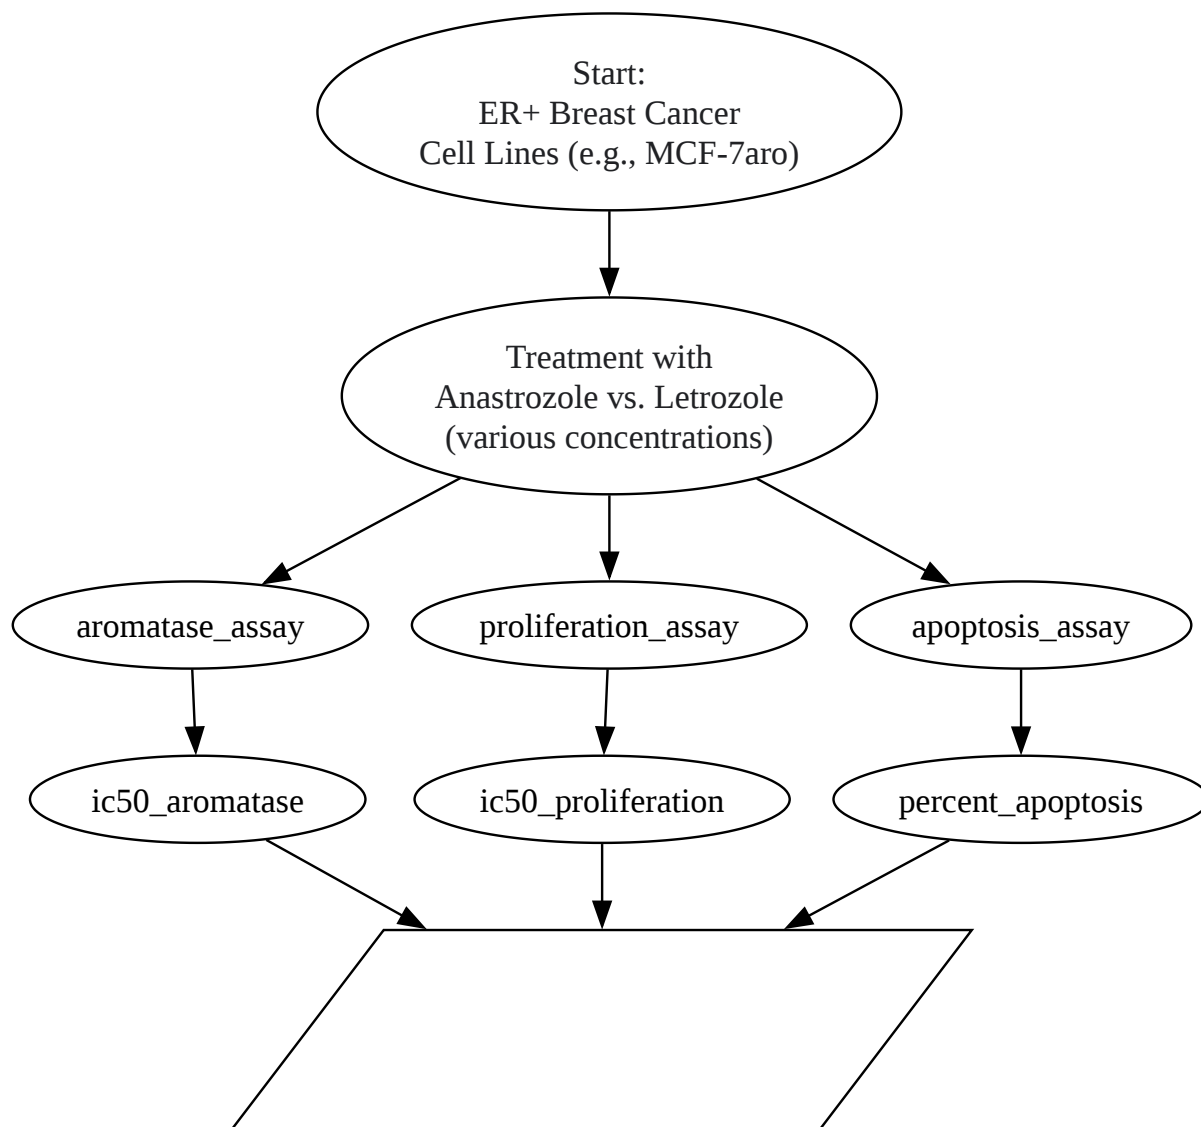 Start:
ER+ Breast Cancer
Cell Lines (e.g., MCF-7aro)
Treatment with
Anastrozole vs. Letrozole
(various concentrations)
aromatase_assay
proliferation_assay
apoptosis_assay
ic50_aromatase
ic50_proliferation
percent_apoptosis